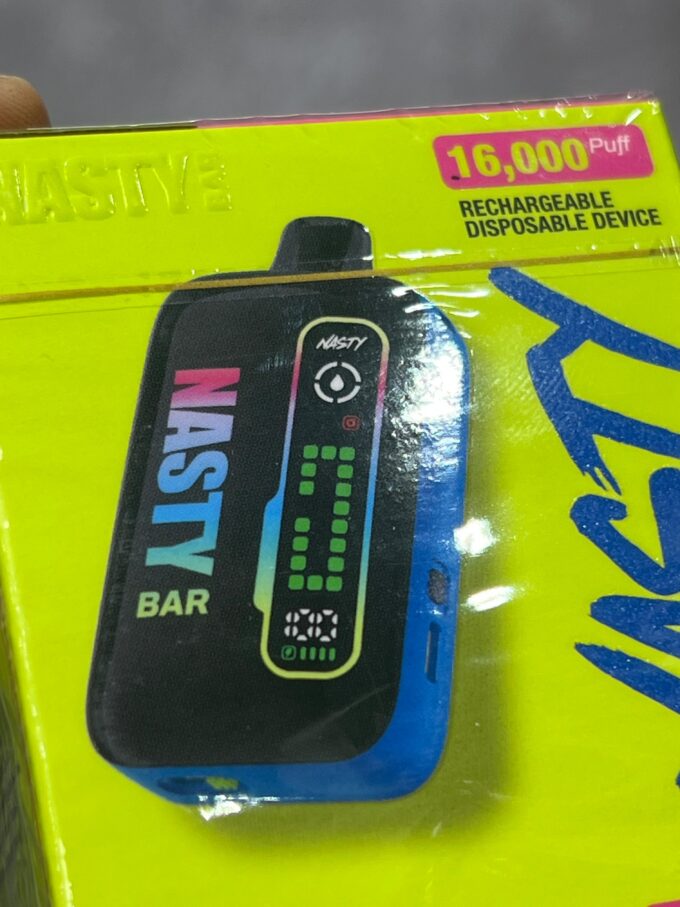 NASTY
16,000 Puff
RECHARGEABLE
DISPOSABLE DEVICE
NASTY
NASTY
BAR